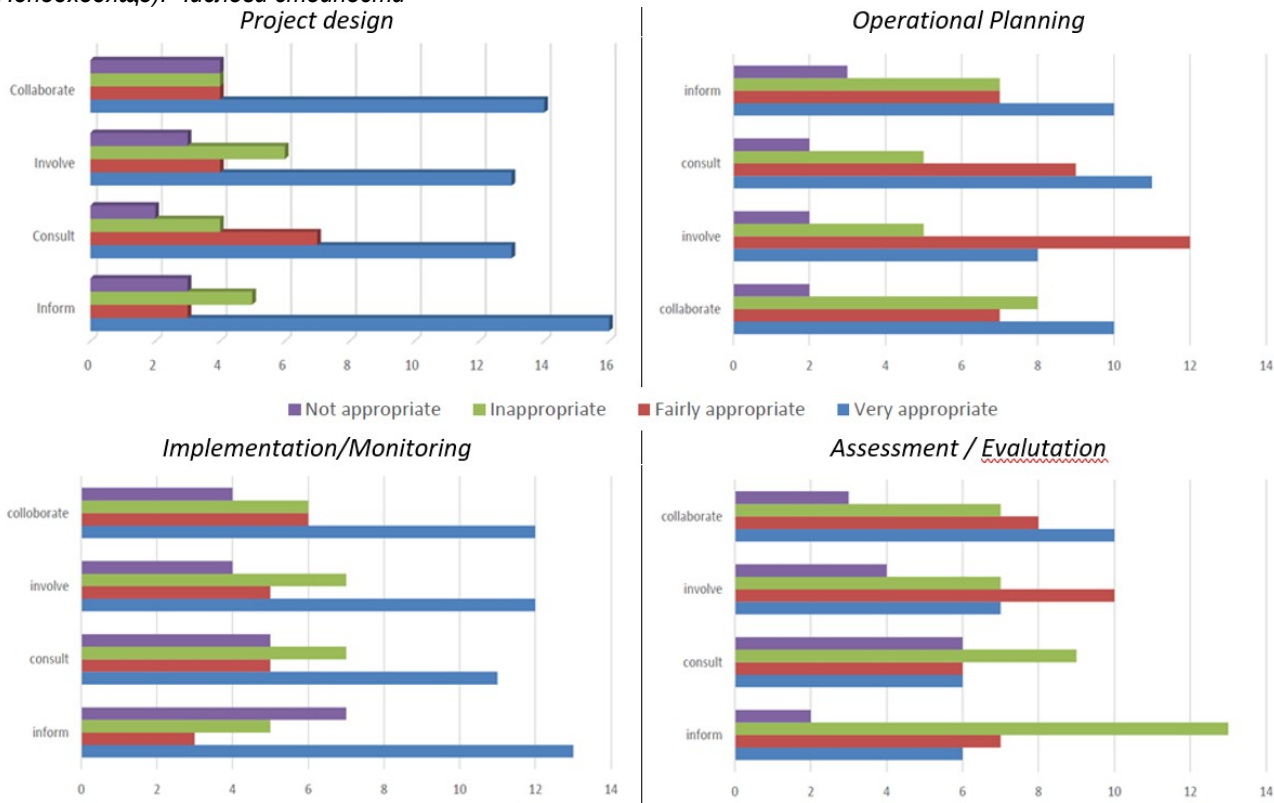 Числови стойности
Project design
Operational Planning
Collaborate
Involve
Consult
Inform
0 2 4 6 8 10 12 14 16
inform
consult
involve
collaborate
0 2 4 6 8 10 12 14
Not appropriate Inappropriate Fairly appropriate Very appropriate
Implementation/Monitoring
Assessment / Evalutation
colloborate
involve
consult
inform
0 2 4 6 8 10 12 14
collaborate
involve
consult
inform
0 2 4 6 8 10 12 14